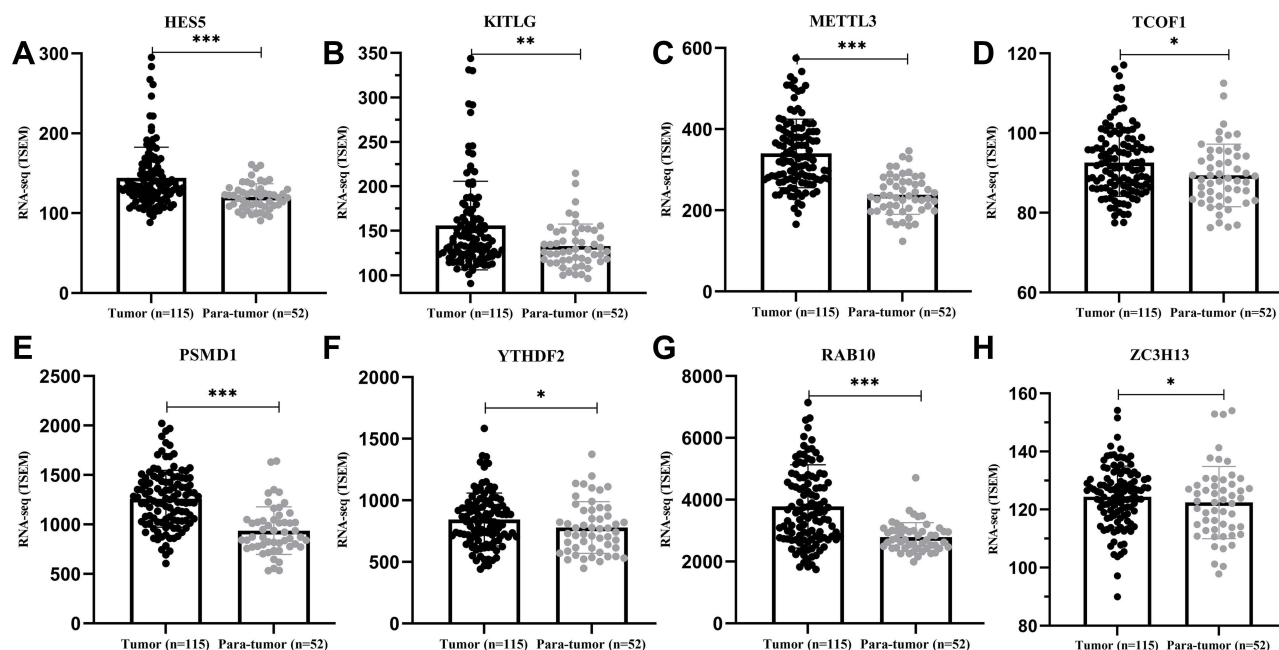 A
HES5
***
RNA-seq (TSEM)
300
200
100
0
Tumor (n=115) Para-tumor (n=52)
B
KITLG
**
RNA-seq (TSEM)
350
300
250
200
150
100
Tumor (n=115) Para-tumor (n=52)
C
METTL3
***
RNA-seq (TSEM)
600
400
200
0
Tumor (n=115) Para-tumor (n=52)
D
TCOF1
*
RNA-seq (TSEM)
120
100
80
60
Tumor (n=115) Para-tumor (n=52)
E
PSMD1
***
RNA-seq (TSEM)
2500
2000
1500
1000
500
0
Tumor (n=115) Para-tumor (n=52)
F
YTHDF2
*
RNA-seq (TSEM)
2000
1500
1000
500
0
Tumor (n=115) Para-tumor (n=52)
G
RAB10
***
RNA-seq (TSEM)
8000
6000
4000
2000
0
Tumor (n=115) Para-tumor (n=52)
H
ZC3H13
*
RNA-seq (TSEM)
160
140
120
100
80
Tumor (n=115) Para-tumor (n=52)